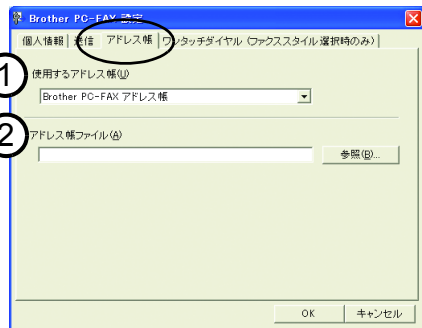 Brother PC-FAX 設定
個人情報 送信 アドレス帳 ワンタッチダイヤル（ファクススタイル選択時のみ）
1 使用するアドレス帳(U)
Brother PC-FAX アドレス帳
2 アドレス帳ファイル(A)
参照(B)...
OK キャンセル